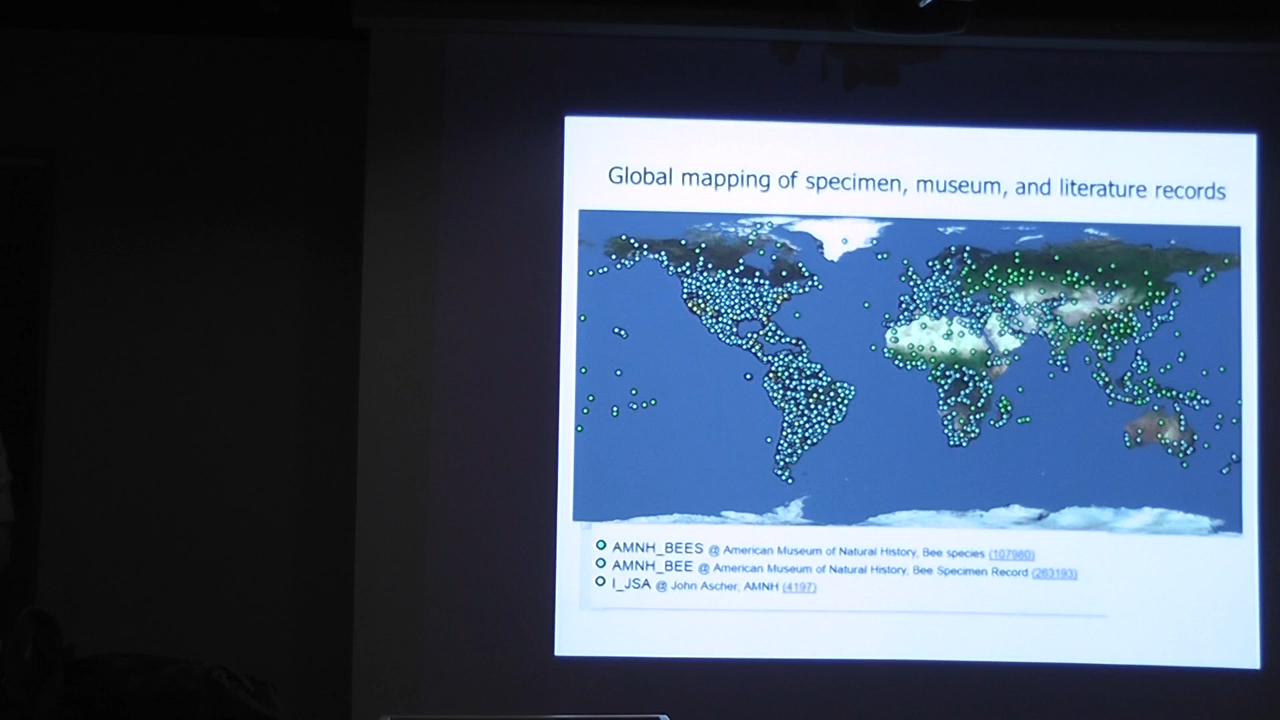 Global mapping of specimen, museum, and literature records
AMNH_BEES @ American Museum of Natural History, Bee species (107980)
AMNH_BEE @ American Museum of Natural History, Bee Specimen Record (263193)
I_JSA @ John Ascher, AMNH (4197)